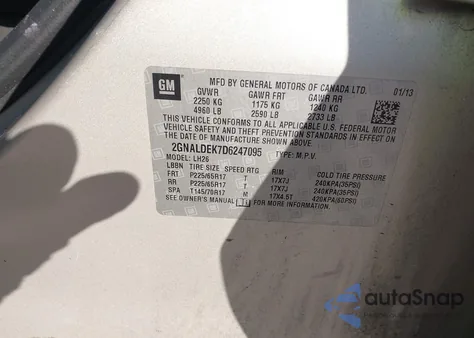 GM
MFD BY GENERAL MOTORS OF CANADA LTD. 01/13
GVWR GAWR FRT GAWR RR
2250 KG 1175 KG 1240 KG
4960 LB 2590 LB 2733 LB
THIS VEHICLE CONFORMS TO ALL APPLICABLE U.S. FEDERAL MOTOR
VEHICLE SAFETY AND THEFT PREVENTION STANDARDS IN EFFECT ON
THE DATE OF MANUFACTURE SHOWN ABOVE.
2GNALDEK7D6247095 TYPE: M.P.V.
MODEL: LH26
TIRE SIZE SPEED RTG RIM COLD TIRE PRESSURE
FRT P225/65R17 T 17X7J 240KPA(35PSI)
RR P225/65R17 T 17X7J 240KPA(35PSI)
SPA T145/70R17 M 17X4.5T 420KPA(60PSI)
SEE OWNER'S MANUAL
autoSnap